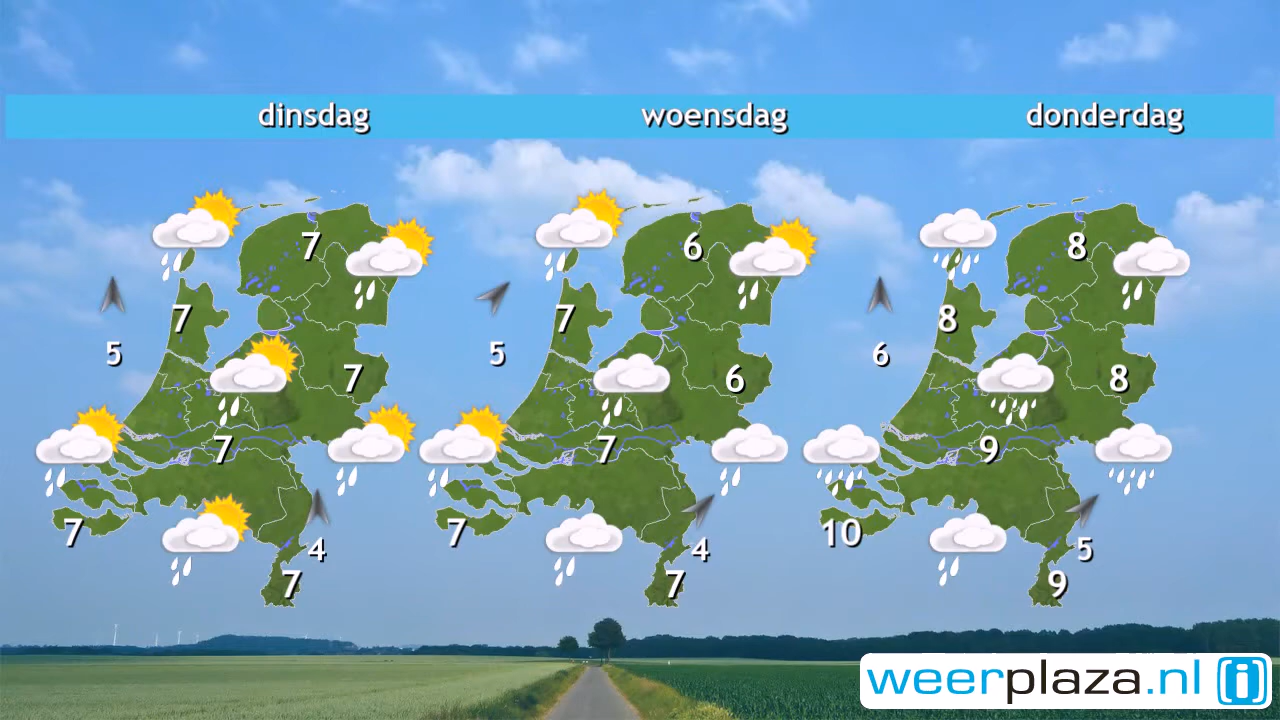 dinsdag woensdag donderdag
7 6 8
7 7 8
5 5 6
7 6 8
7 7 9
7 7 10
4 4 5
7 7 9
weerplaza.nl i